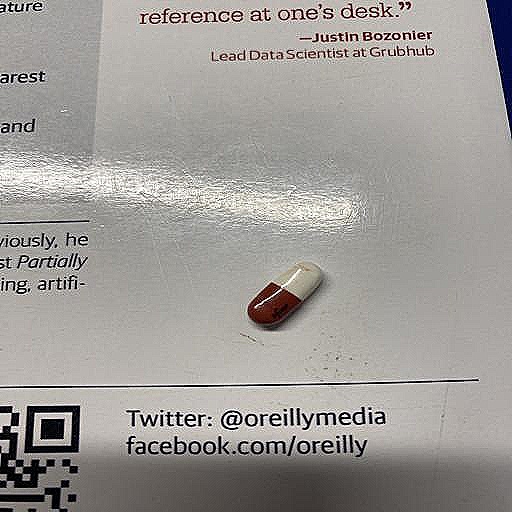 ature
reference at one's desk.”
—Justin Bozonier
Lead Data Scientist at Grubhub
arest
and
viously, he
st Partially
ing, artifi-
Twitter: @oreillymedia
facebook.com/oreilly